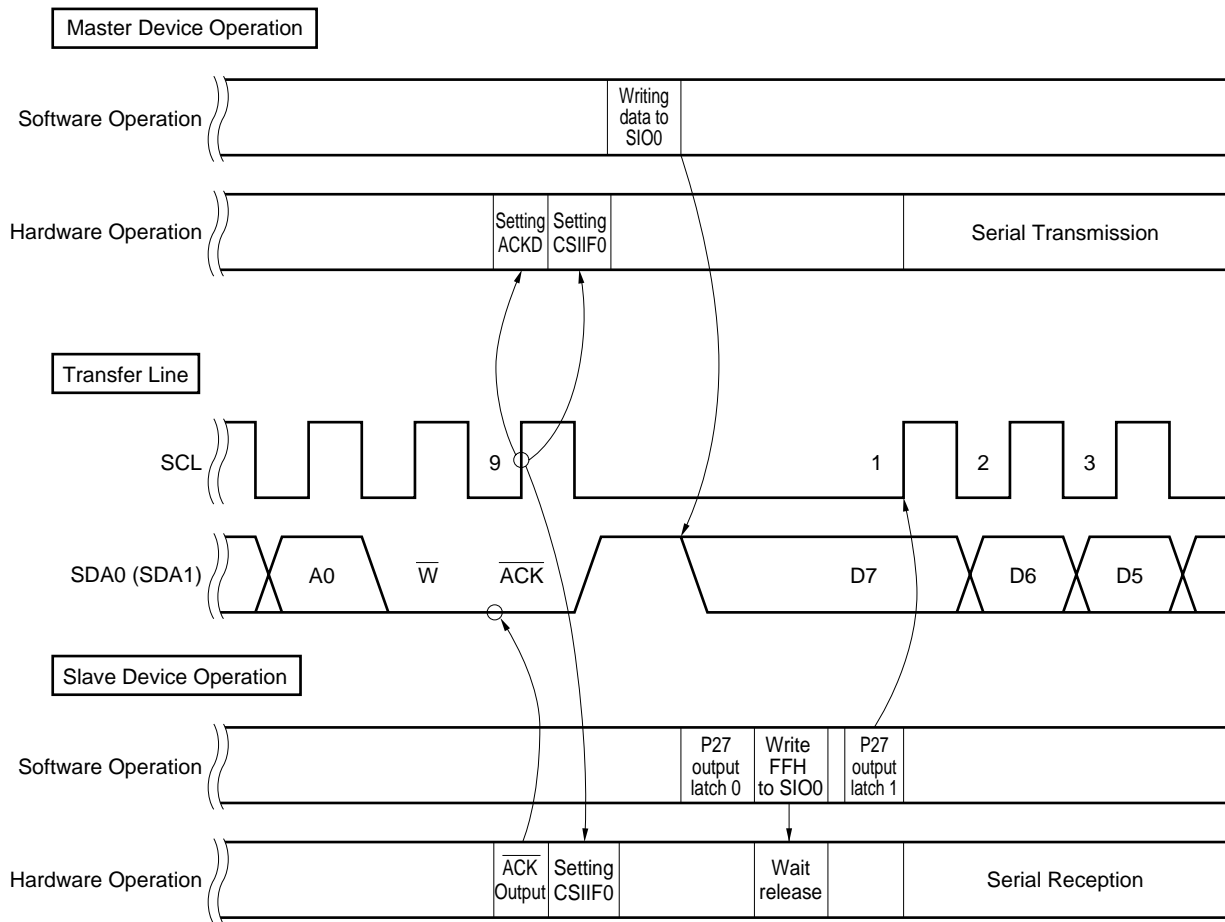 Master Device Operation
Software Operation
Writing
data to
SIO0
Hardware Operation
Setting
ACKD
Setting
CSIIF0
Serial Transmission
Transfer Line
SCL
9
1
2
3
SDA0 (SDA1)
A0
W̅
A̅C̅K̅
D7
D6
D5
Slave Device Operation
Software Operation
P27
output
latch 0
Write
FFH
to SIO0
P27
output
latch 1
Hardware Operation
A̅C̅K̅
Output
Setting
CSIIF0
Wait
release
Serial Reception